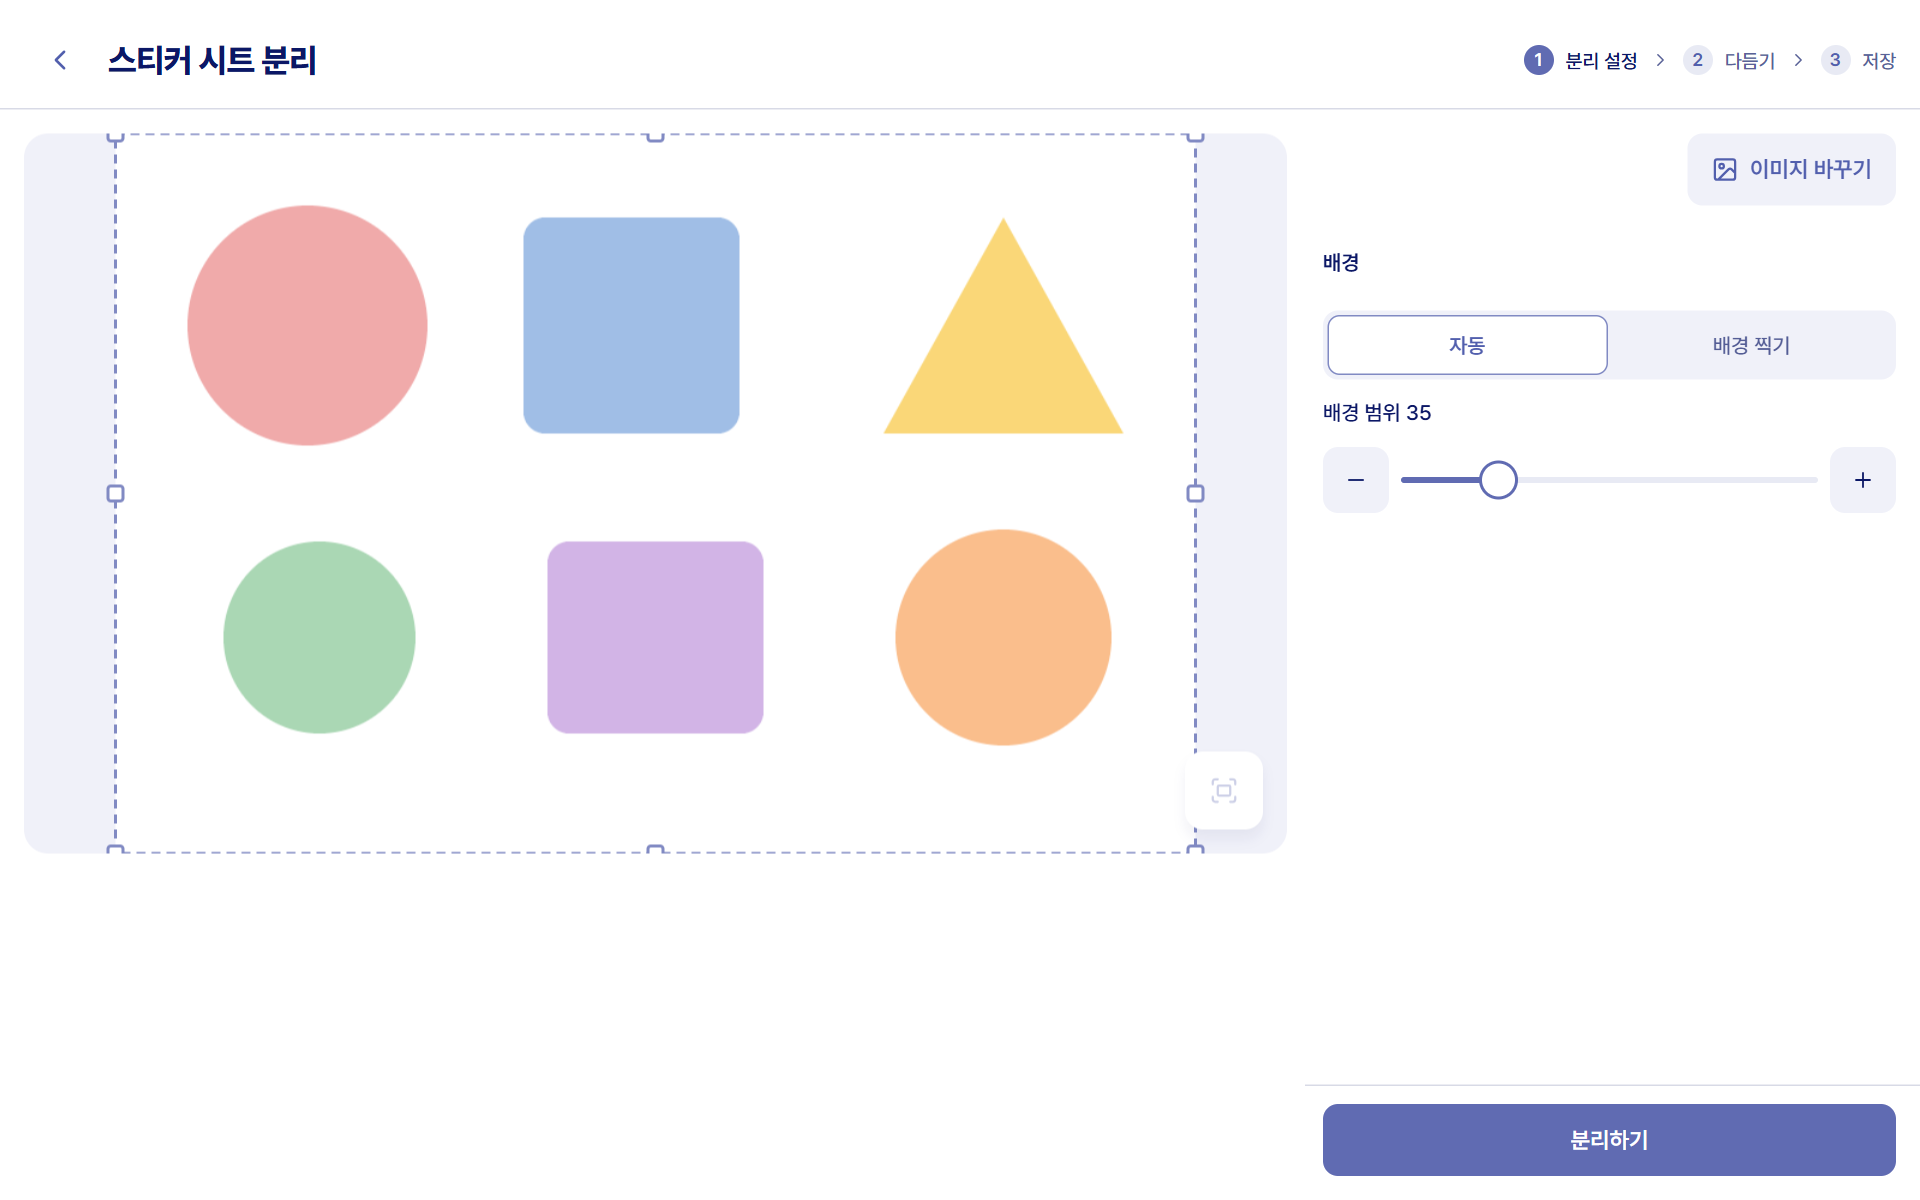 스티커 시트 분리
1 분리 설정 2 다듬기 3 저장
이미지 바꾸기
배경
자동 배경 찍기
배경 범위 35
분리하기